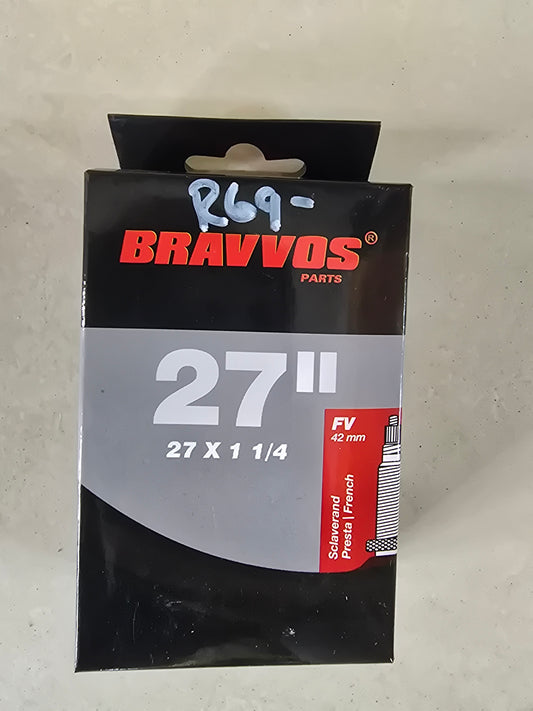 R69-
BRAVVOS®
PARTS
27"
27 X 1 1/4
FV
42 mm
Sclaverand
Presta | French